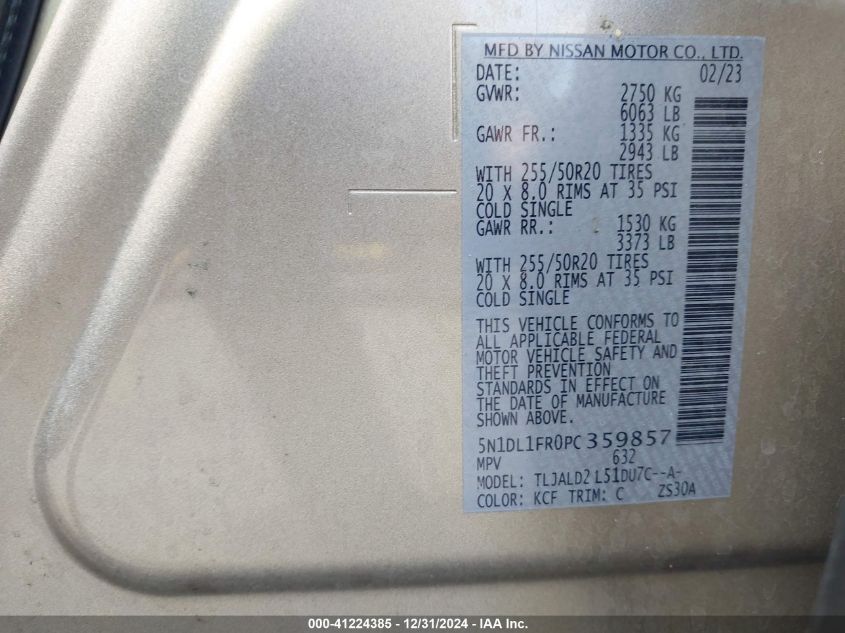 MFD BY NISSAN MOTOR CO., LTD.
DATE: 02/23
GVWR: 2750 KG
6063 LB
GAWR FR.: 1335 KG
2943 LB
WITH 255/50R20 TIRES
20 X 8.0 RIMS AT 35 PSI
COLD SINGLE
GAWR RR.: 1530 KG
3373 LB
WITH 255/50R20 TIRES
20 X 8.0 RIMS AT 35 PSI
COLD SINGLE
THIS VEHICLE CONFORMS TO
ALL APPLICABLE FEDERAL
MOTOR VEHICLE SAFETY AND
THEFT PREVENTION
STANDARDS IN EFFECT ON
THE DATE OF MANUFACTURE
SHOWN ABOVE.
5N1DL1FR0PC359857
MPV 632
MODEL: TLJALD2 L51DU7C--A-
COLOR: KCF TRIM: C ZS30A
000-41224385 - 12/31/2024 - IAA, Inc.